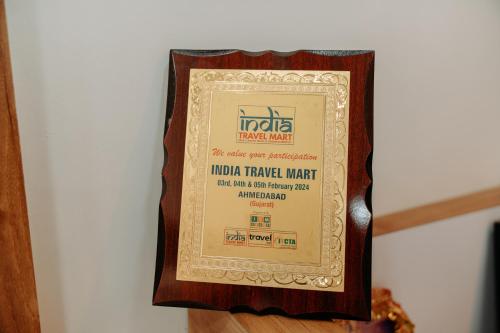 india
TRAVEL MART
We value your participation
INDIA TRAVEL MART
03rd, 04th & 05th February 2024
AHMEDABAD
(Gujarat)
india travel ICTA